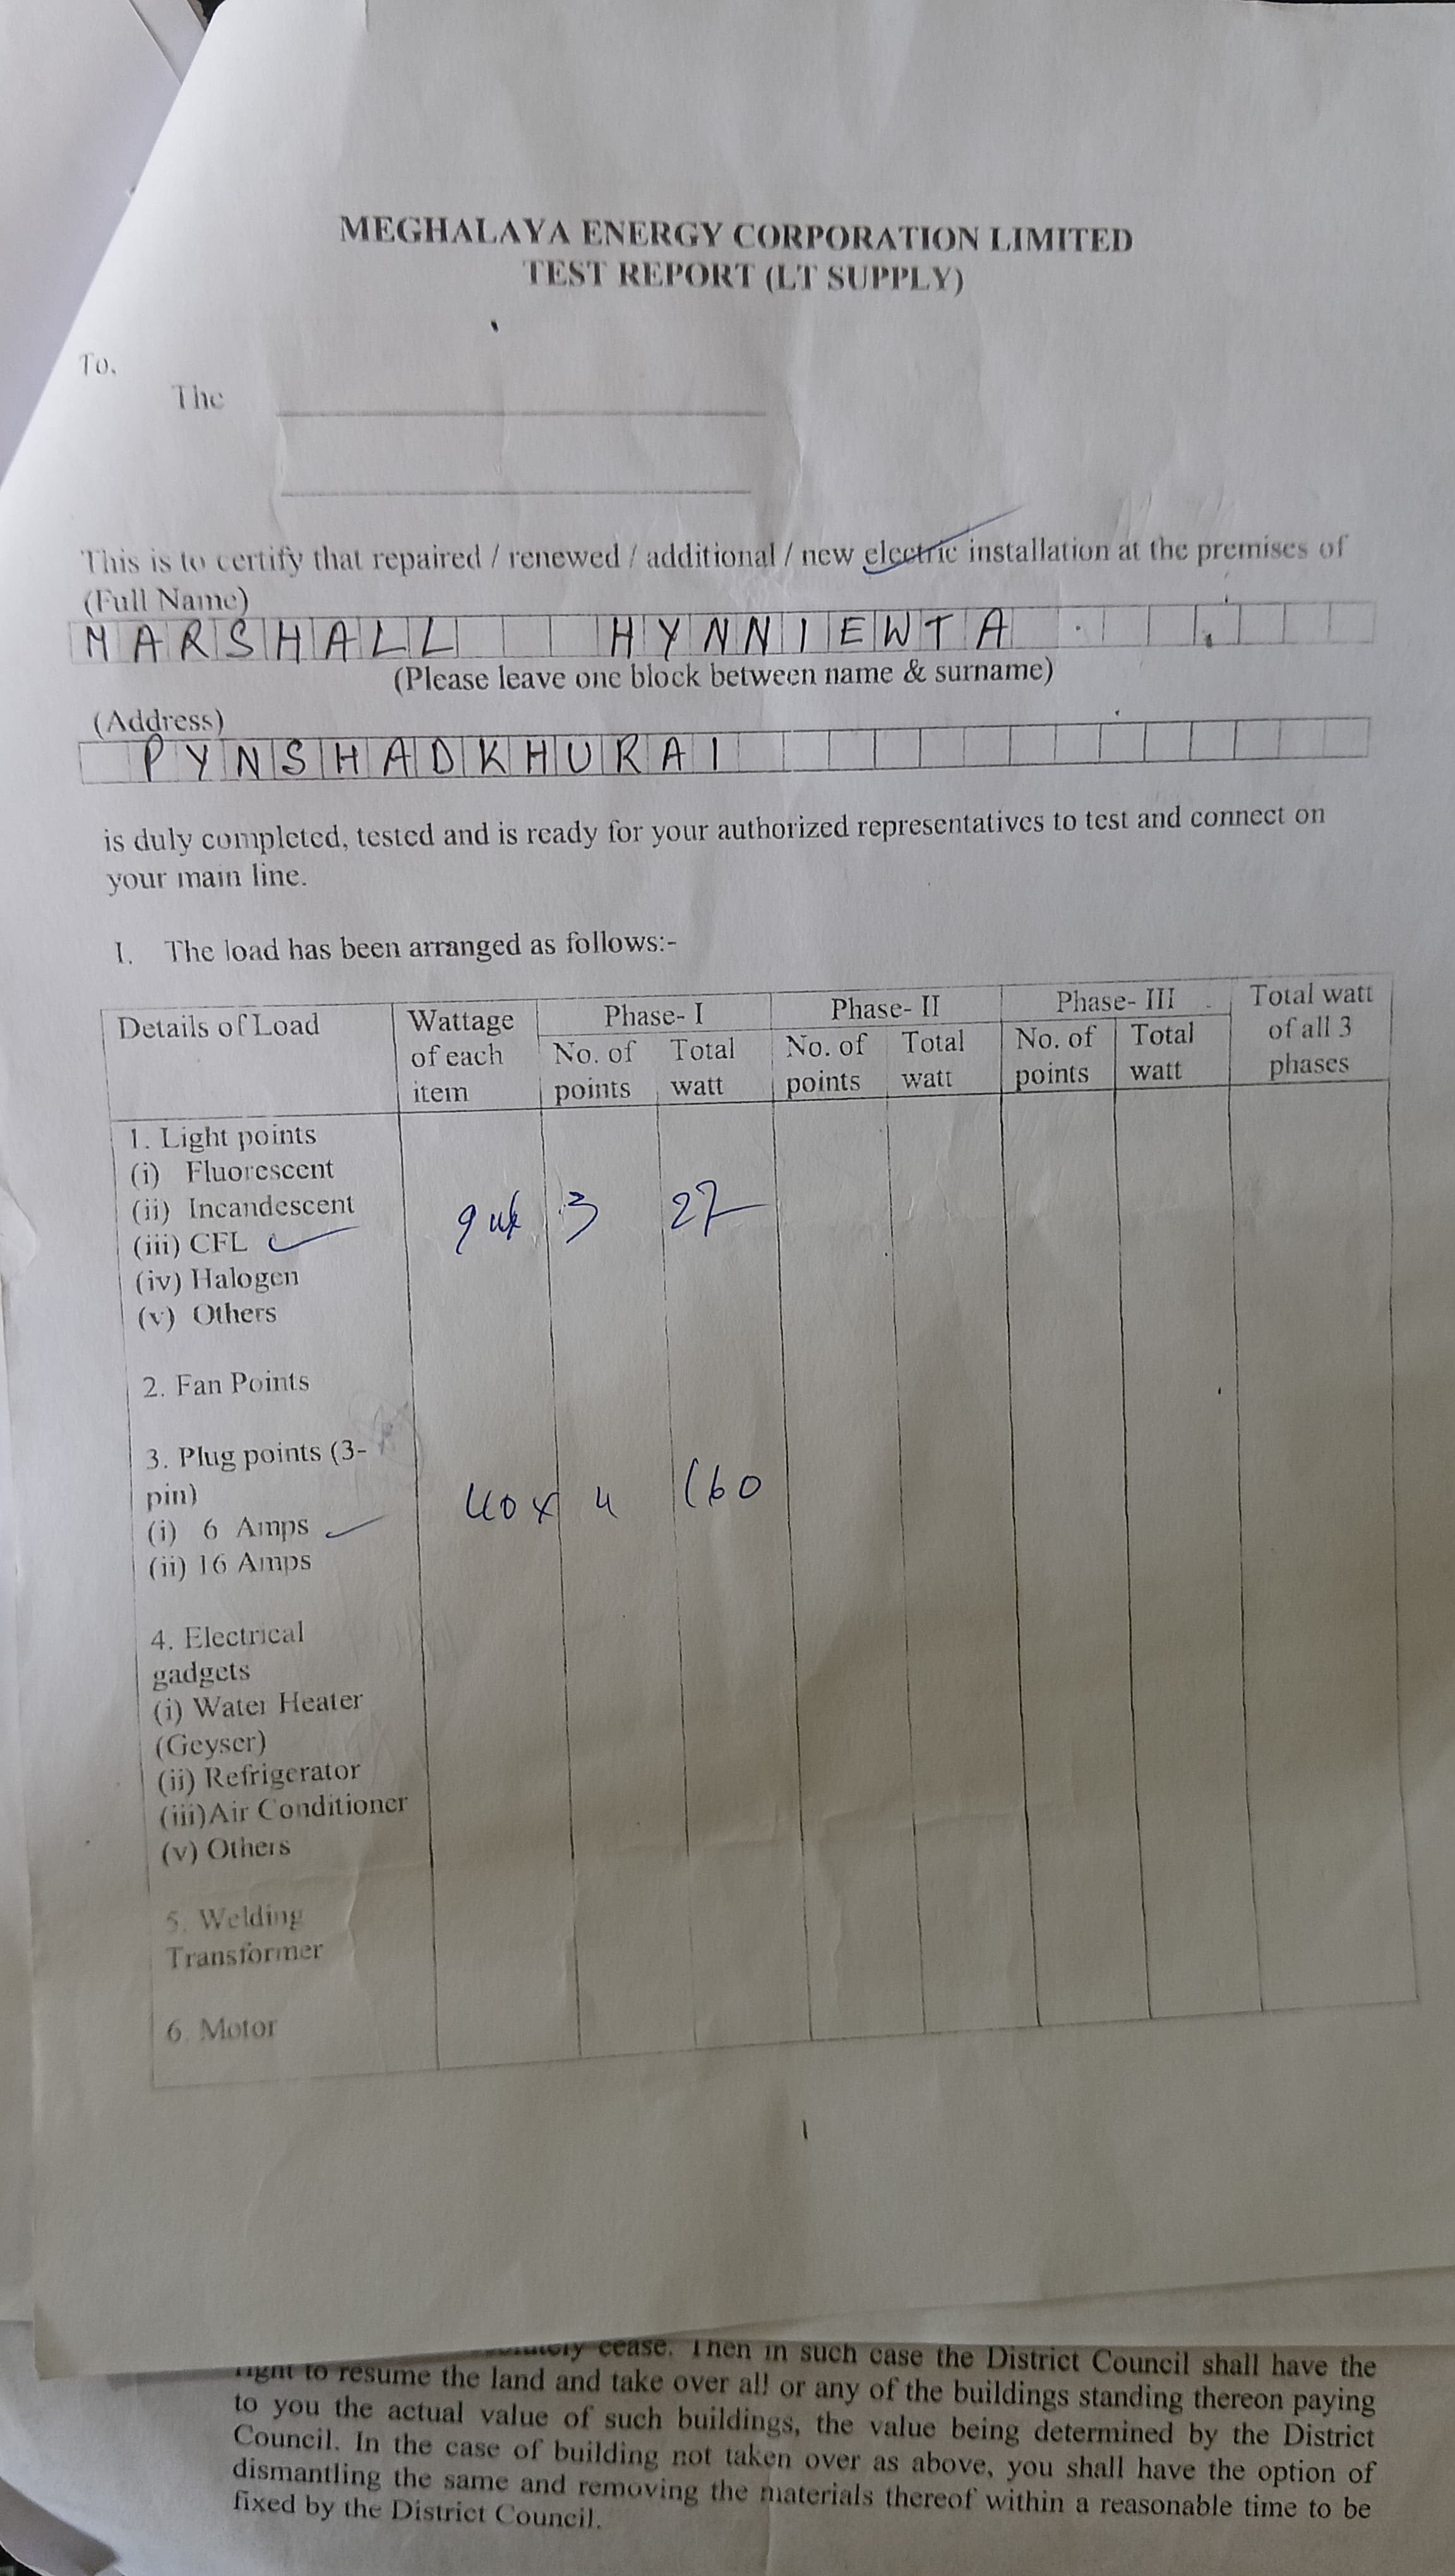 MEGHALAYA ENERGY CORPORATION LIMITED
TEST REPORT (LT SUPPLY)
To,
The
This is to certify that repaired / renewed / additional / new electric installation at the premises of
(Full Name)
MARSHALL HYNNIEWTA
(Please leave one block between name & surname)
(Address)
PYNSHADKHURAI
is duly completed, tested and is ready for your authorized representatives to test and connect on
your main line.
I. The load has been arranged as follows:-
Details of Load
Wattage of each item
Phase- I
No. of points
Total watt
Phase- II
No. of points
Total watt
Phase- III
No. of points
Total watt
Total watt of all 3 phases
1. Light points
(i) Fluorescent
(ii) Incandescent
(iii) CFL 9 3 27
(iv) Halogen
(v) Others
2. Fan Points
3. Plug points (3-
pin)
(i) 6 Amps 40 x 4 160
(ii) 16 Amps
4. Electrical
gadgets
(i) Water Heater
(Geyser)
(ii) Refrigerator
(iii)Air Conditioner
(v) Others
5. Welding
Transformer
6. Motor
1
cease. Then in such case the District Council shall have the
right to resume the land and take over all or any of the buildings standing thereon paying
to you the actual value of such buildings, the value being determined by the District
Council. In the case of building not taken over as above, you shall have the option of
dismantling the same and removing the materials thereof within a reasonable time to be
fixed by the District Council.